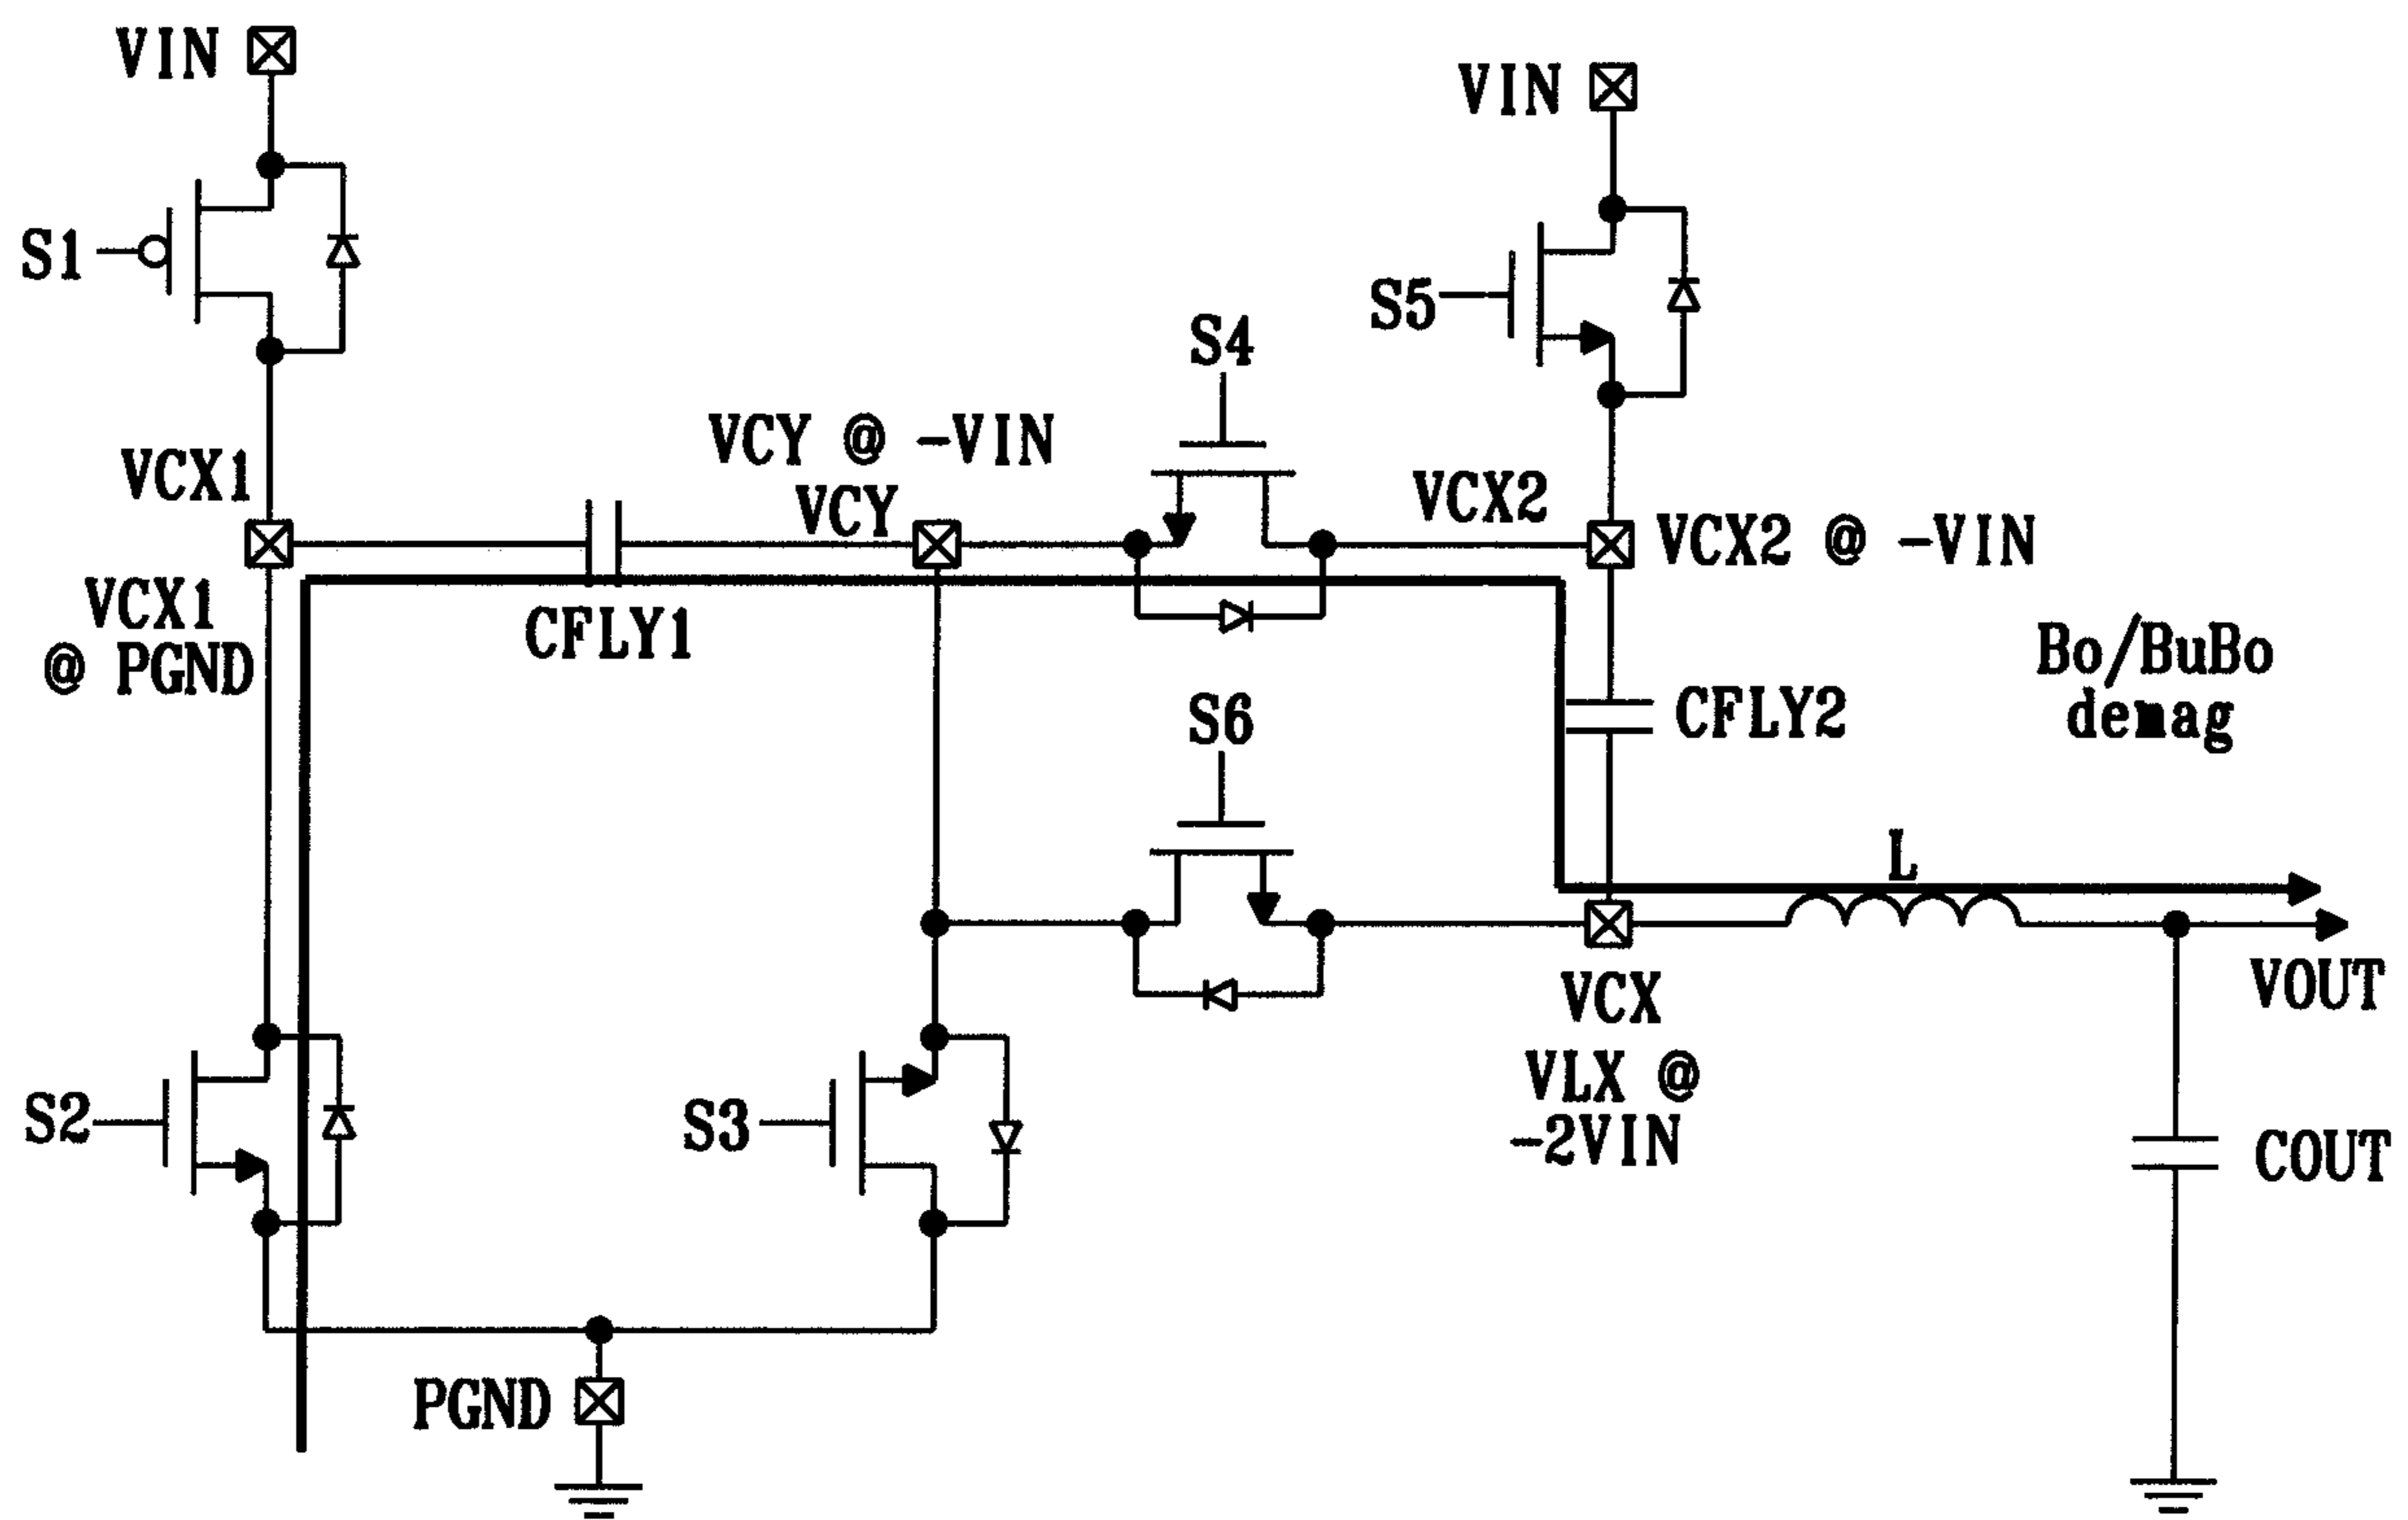 VIN
VIN
S1
S5
S4
VCY @ -VIN
VCX1
VCY
VCX2
VCX2 @ -VIN
VCX1
@ PGND
CFLY1
Bo/BuBo
demag
CFLY2
S6
L
VCX
VOUT
VLX @
-2VIN
S2
S3
COUT
PGND